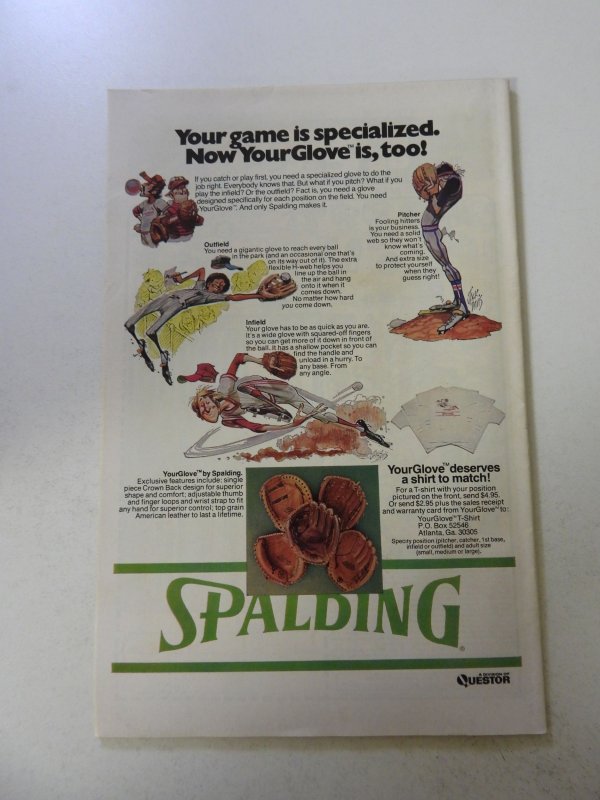 Your game is specialized.
Now YourGlove™ is, too!
If you catch or play first, you need a specialized glove to do the
job right. Everybody knows that. But what if you pitch? What if you
play the infield? Or the outfield? Fact is, you need a glove
designed specifically for each position on the field. You need
YourGlove™. And only Spalding makes it.
Pitcher
Fooling hitters
is your business.
You need a solid
web so they won't
know what's
coming.
And extra size
to protect yourself
when they
guess right!
Outfield
You need a gigantic glove to reach every ball
in the park (and an occasional one that's
on its way out of it). The extra
flexible H-web helps you
line up the ball in
the air and hang
onto it when it
comes down.
No matter how hard
you come down.
Infield
Your glove has to be as quick as you are.
It's a wide glove with squared-off fingers
so you can get more of it down in front of
the ball. It has a shallow pocket so you can
find the handle and
unload in a hurry. To
any base. From
any angle.
YourGlove™ by Spalding.
Exclusive features include: single
piece Crown Back design for superior
shape and comfort; adjustable thumb
and finger loops and wrist strap to fit
any hand for superior control; top grain
American leather to last a lifetime.
YourGlove™ deserves
a shirt to match!
For a T-shirt with your position
pictured on the front, send $4.95.
Or send $2.95 plus the sales receipt
and warranty card from YourGlove™ to:
YourGlove™ T-Shirt
P.O. Box 52546
Atlanta, Ga. 30305
Specify position (pitcher, catcher, 1st base,
infield or outfield) and adult size
(small, medium or large).
SPALDING®
A DIVISION OF
QUESTOR